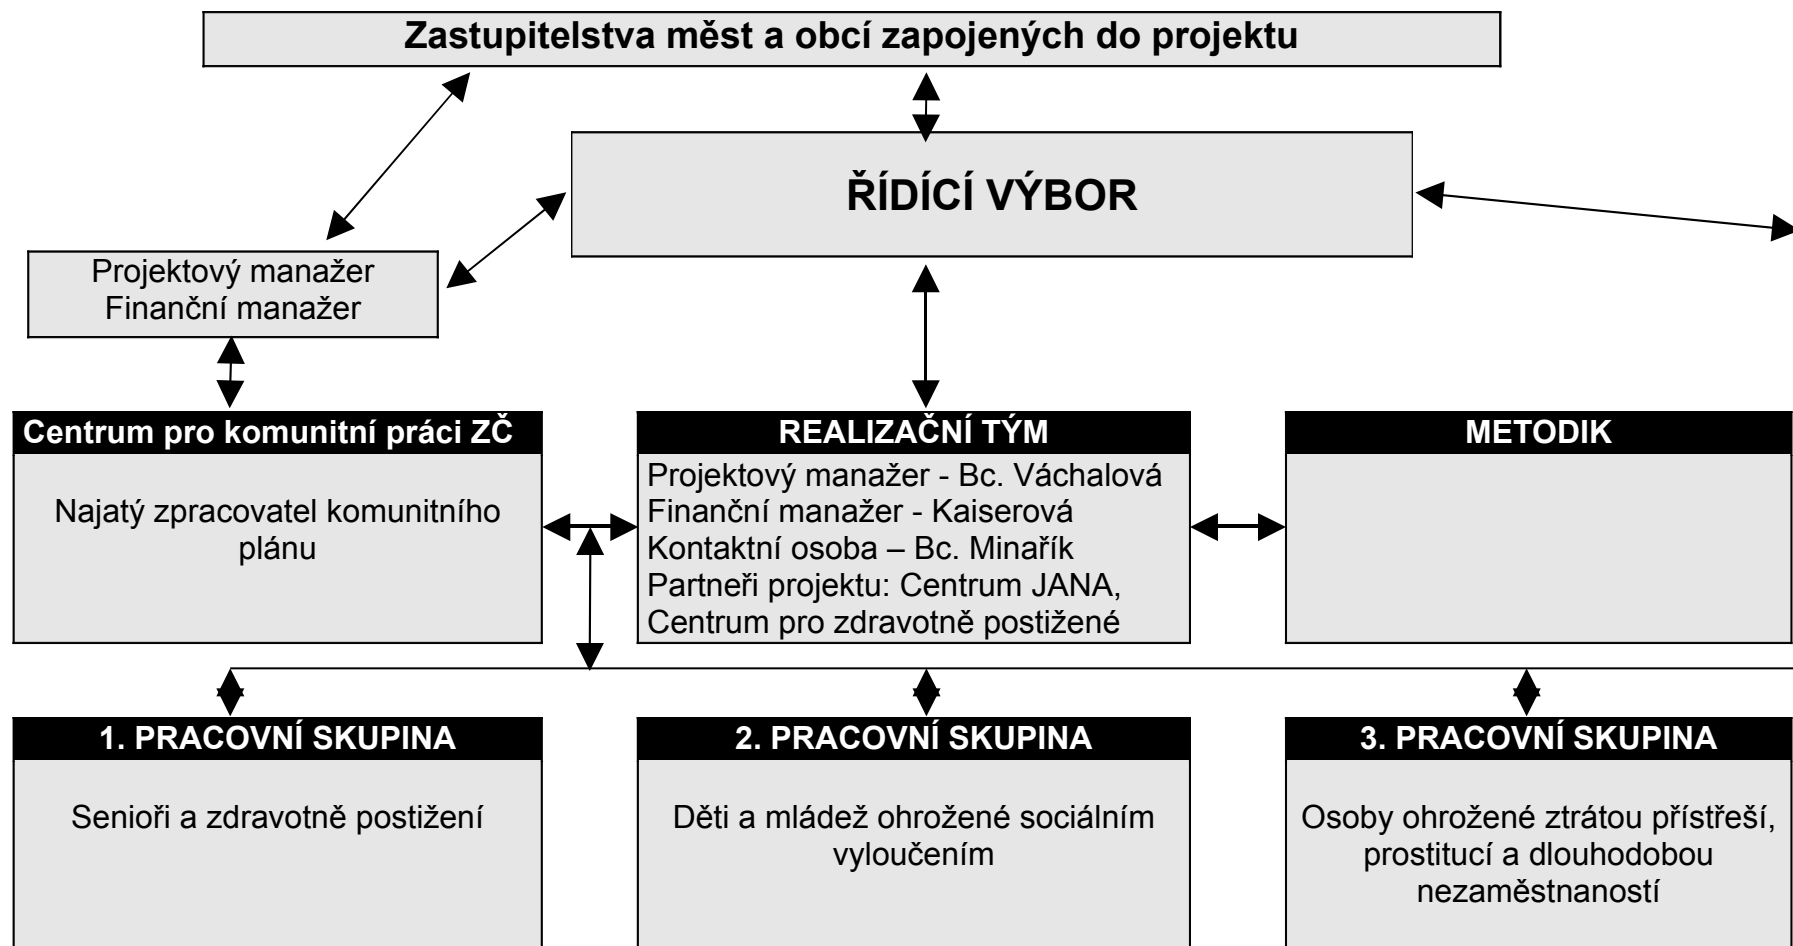 Zastupitelstva měst a obcí zapojených do projektu
ŘÍDÍCÍ VÝBOR
Projektový manažer
Finanční manažer
Centrum pro komunitní práci ZČ
Najatý zpracovatel komunitního
plánu
REALIZAČNÍ TÝM
Projektový manažer - Bc. Váchalová
Finanční manažer - Kaiserová
Kontaktní osoba – Bc. Minařík
Partneři projektu: Centrum JANA,
Centrum pro zdravotně postižené
METODIK
1. PRACOVNÍ SKUPINA
Senioři a zdravotně postižení
2. PRACOVNÍ SKUPINA
Děti a mládež ohrožené sociálním
vyloučením
3. PRACOVNÍ SKUPINA
Osoby ohrožené ztrátou přístřeší,
prostitucí a dlouhodobou
nezaměstnaností